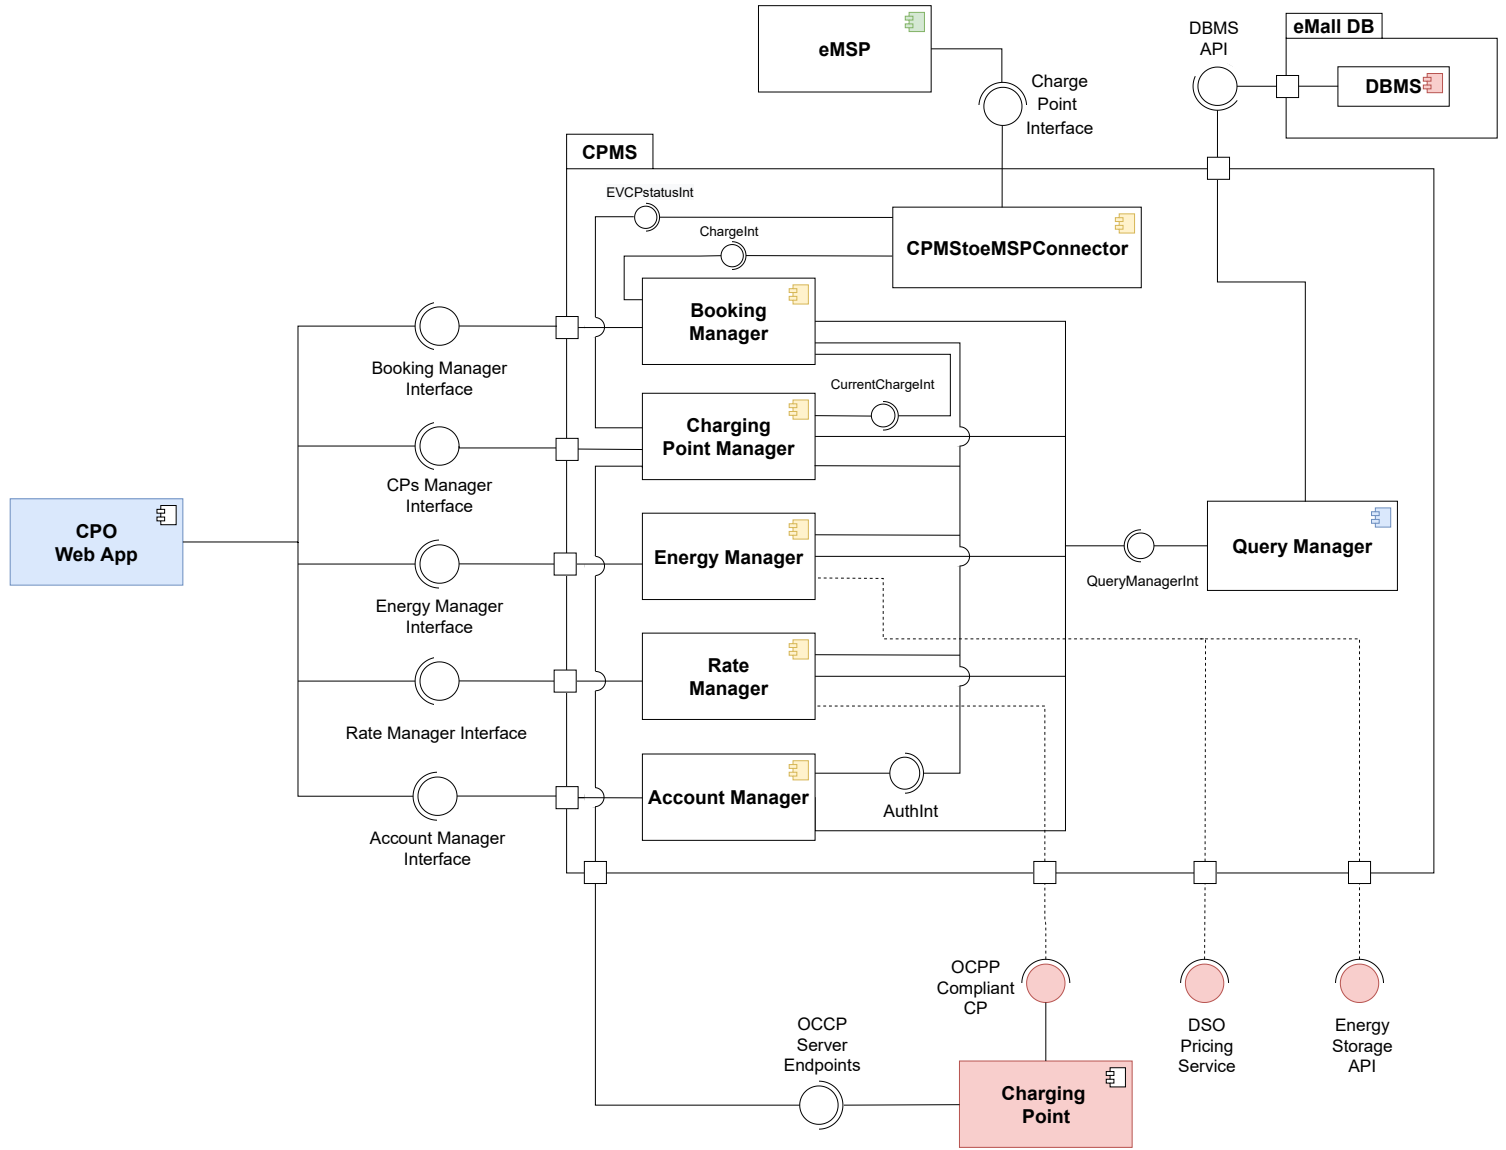 eMSP
Charge
Point
Interface
DBMS
API
eMall DB
DBMS
CPMS
EVCPstatusInt
ChargeInt
CPMStoeMSPConnector
Booking
Manager
Booking Manager
Interface
CurrentChargeInt
Charging
Point Manager
CPs Manager
Interface
CPO
Web App
Energy Manager
Query Manager
QueryManagerInt
Energy Manager
Interface
Rate
Manager
Rate Manager Interface
Account Manager
AuthInt
Account Manager
Interface
OCPP
Compliant
CP
OCCP
Server
Endpoints
DSO
Pricing
Service
Energy
Storage
API
Charging
Point